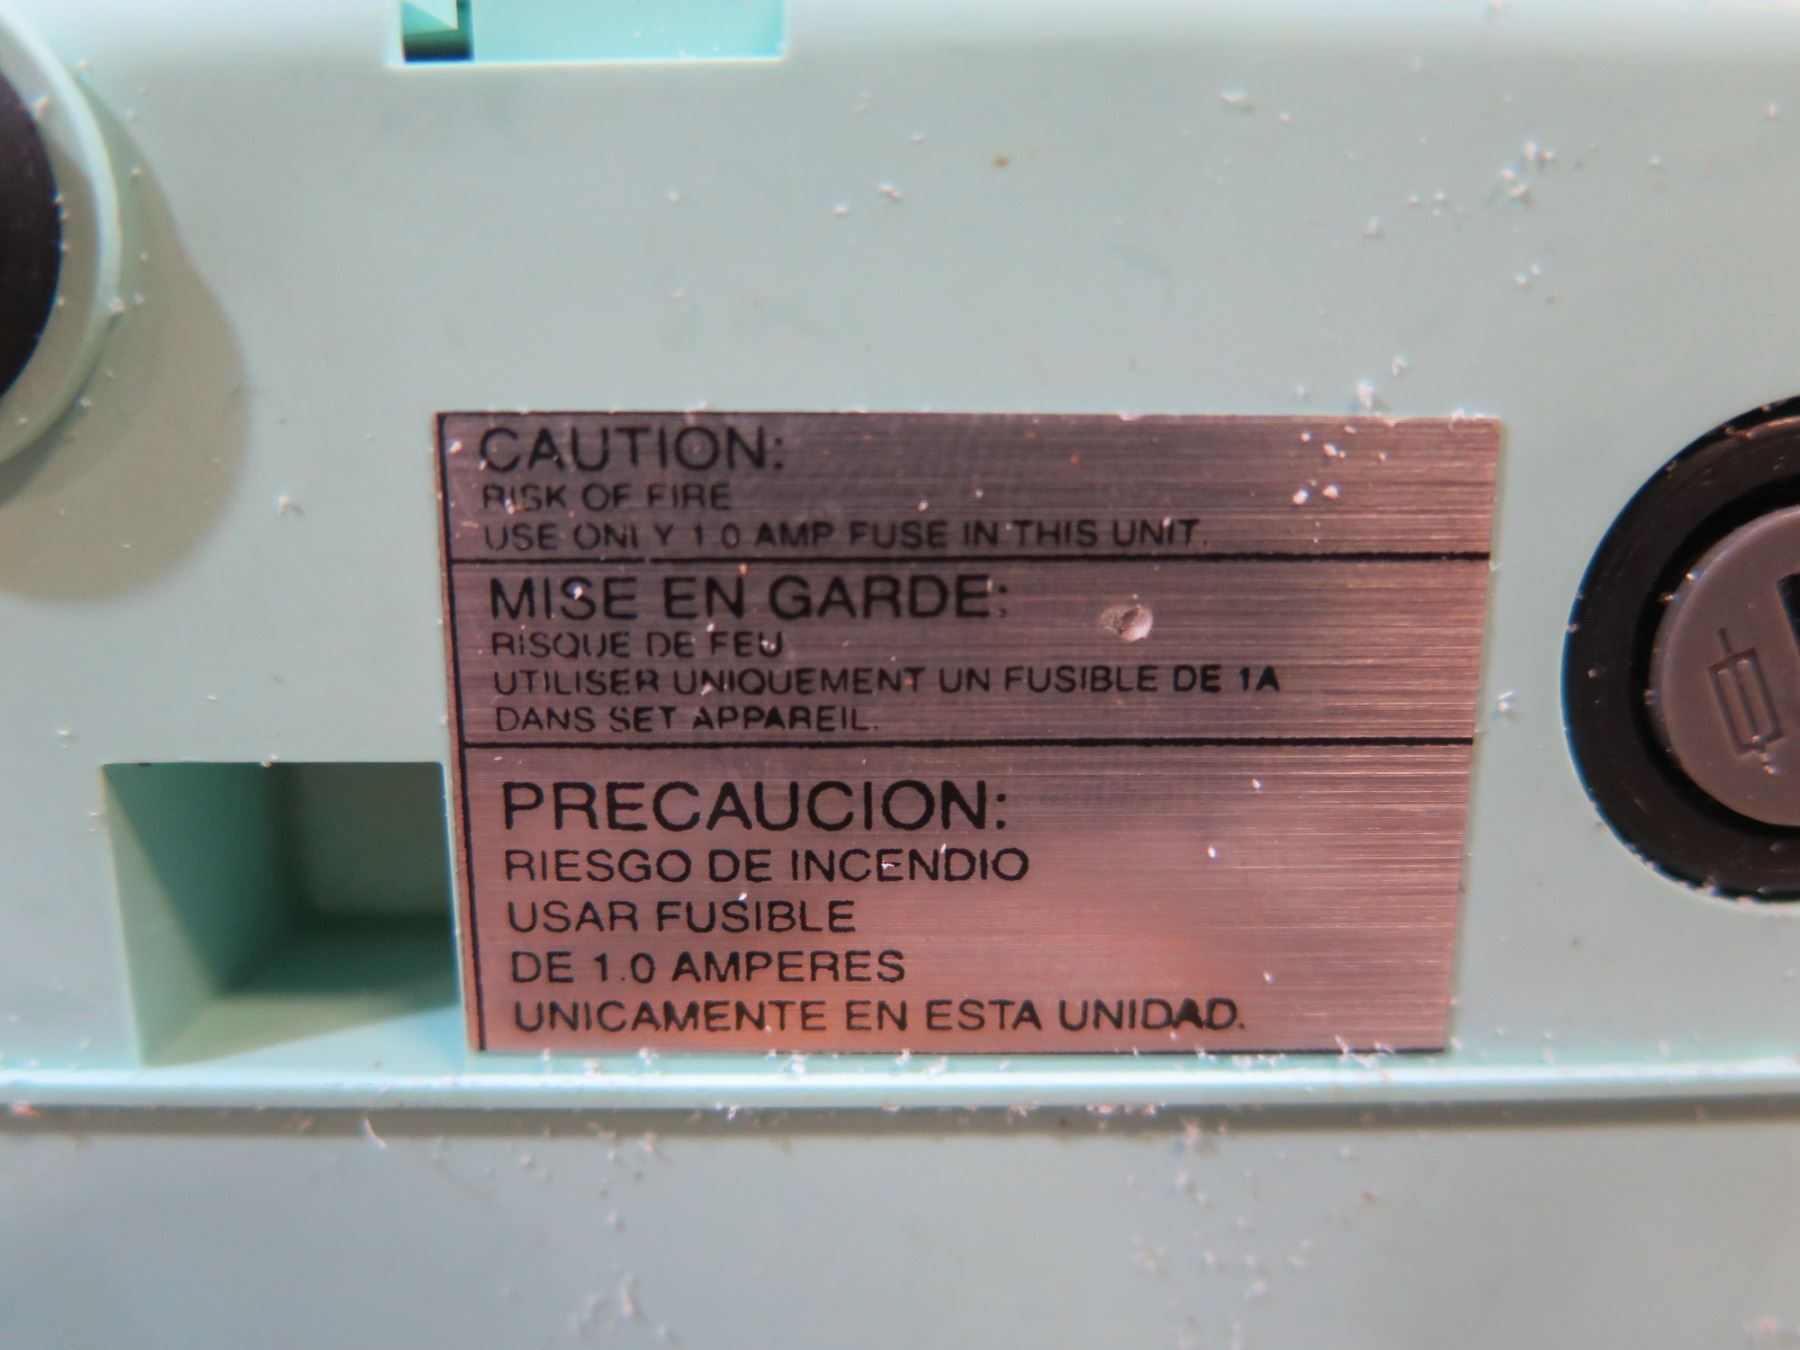 CAUTION:
RISK OF FIRE
USE ONLY 1.0 AMP FUSE IN THIS UNIT.
MISE EN GARDE:
RISQUE DE FEU
UTILISER UNIQUEMENT UN FUSIBLE DE 1A
DANS SET APPAREIL.
PRECAUCION:
RIESGO DE INCENDIO
USAR FUSIBLE
DE 1.0 AMPERES
UNICAMENTE EN ESTA UNIDAD.